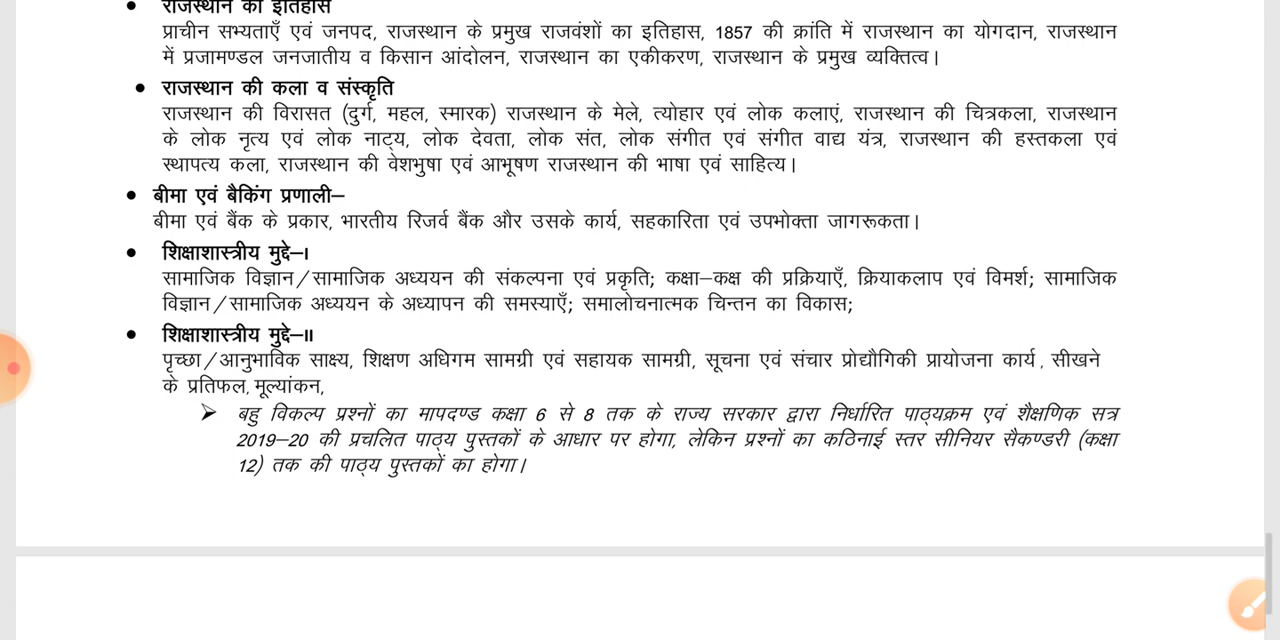 राजस्थान का इतिहास
प्राचीन सभ्यताएँ एवं जनपद, राजस्थान के प्रमुख राजवंशों का इतिहास, 1857 की क्रांति में राजस्थान का योगदान, राजस्थान
में प्रजामण्डल जनजातीय व किसान आंदोलन, राजस्थान का एकीकरण, राजस्थान के प्रमुख व्यक्तित्व।
• राजस्थान की कला व संस्कृति
राजस्थान की विरासत (दुर्ग, महल, स्मारक) राजस्थान के मेले, त्योहार एवं लोक कलाएं, राजस्थान की चित्रकला, राजस्थान
के लोक नृत्य एवं लोक नाट्य, लोक देवता, लोक संत, लोक संगीत एवं संगीत वाद्य यंत्र, राजस्थान की हस्तकला एवं
स्थापत्य कला, राजस्थान की वेशभुषा एवं आभूषण राजस्थान की भाषा एवं साहित्य।
• बीमा एवं बैकिंग प्रणाली–
बीमा एवं बैंक के प्रकार, भारतीय रिजर्व बैंक और उसके कार्य, सहकारिता एवं उपभोक्ता जागरूकता।
• शिक्षाशास्त्रीय मुद्दे–I
सामाजिक विज्ञान/सामाजिक अध्ययन की संकल्पना एवं प्रकृति; कक्षा–कक्ष की प्रक्रियाएँ, क्रियाकलाप एवं विमर्श; सामाजिक
विज्ञान/सामाजिक अध्ययन के अध्यापन की समस्याएँ; समालोचनात्मक चिन्तन का विकास;
• शिक्षाशास्त्रीय मुद्दे–II
पृच्छा/आनुभाविक साक्ष्य, शिक्षण अधिगम सामग्री एवं सहायक सामग्री, सूचना एवं संचार प्रोद्यौगिकी प्रायोजना कार्य, सीखने
के प्रतिफल, मूल्यांकन,
➢ बहु विकल्प प्रश्नों का मापदण्ड कक्षा 6 से 8 तक के राज्य सरकार द्वारा निर्धारित पाठ्यक्रम एवं शैक्षणिक सत्र
2019–20 की प्रचलित पाठ्य पुस्तकों के आधार पर होगा, लेकिन प्रश्नों का कठिनाई स्तर सीनियर सैकण्डरी (कक्षा
12) तक की पाठ्य पुस्तकों का होगा।